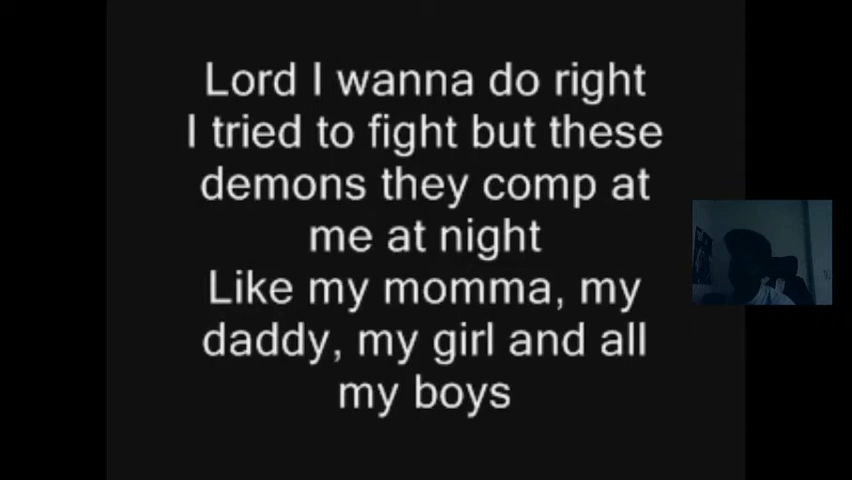 Lord I wanna do right
I tried to fight but these
demons they comp at
me at night
Like my momma, my
daddy, my girl and all
my boys